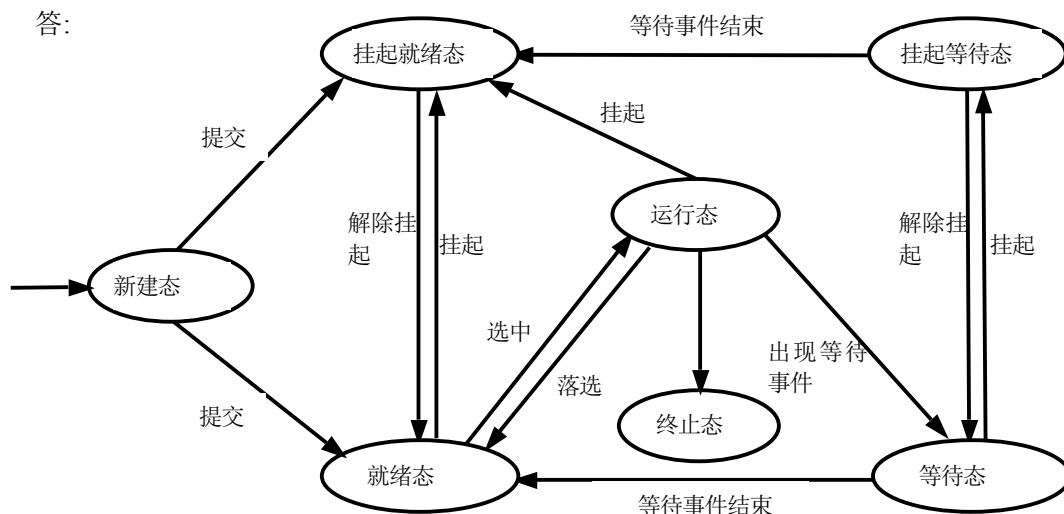 答:
等待事件结束
挂起就绪态
挂起等待态
挂起
提交
运行态
解除挂
起
挂起
解除挂
起
挂起
新建态
选中
出现等待
事件
落选
提交
终止态
就绪态
等待态
等待事件结束